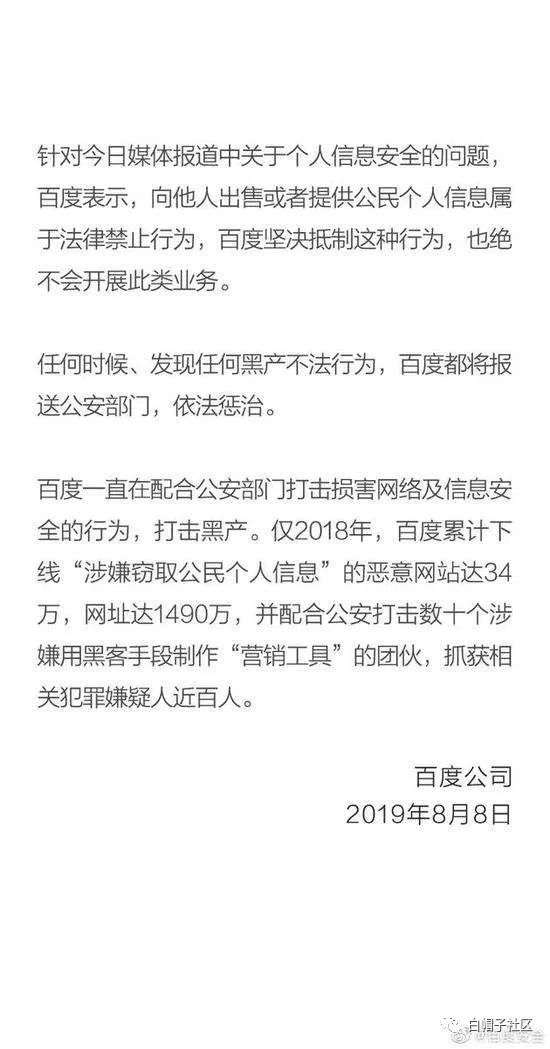 针对今日媒体报道中关于个人信息安全的问题，
百度表示，向他人出售或者提供公民个人信息属
于法律禁止行为，百度坚决抵制这种行为，也绝
不会开展此类业务。
任何时候、发现任何黑产不法行为，百度都将报
送公安部门，依法惩治。
百度一直在配合公安部门打击损害网络及信息安
全的行为，打击黑产。仅2018年，百度累计下
线“涉嫌窃取公民个人信息”的恶意网站达34
万，网址达1490万，并配合公安打击数十个涉
嫌用黑客手段制作“营销工具”的团伙，抓获相
关犯罪嫌疑人近百人。
百度公司
2019年8月8日
白帽子社区